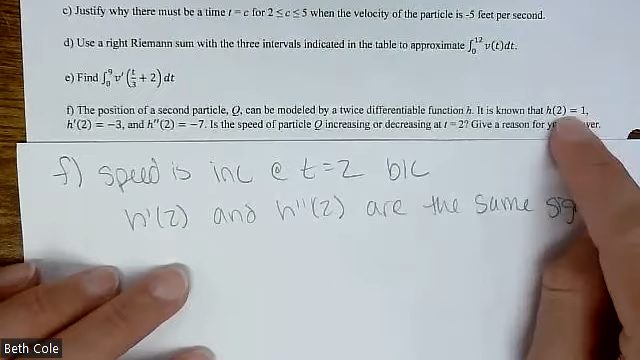 c) Justify why there must be a time t = c for 2 ≤ c ≤ 5 when the velocity of the particle is -5 feet per second.
d) Use a right Riemann sum with the three intervals indicated in the table to approximate ∫₀¹² v(t)dt.
e) Find ∫₀⁹ v′(t/3 + 2) dt
f) The position of a second particle, Q, can be modeled by a twice differentiable function h. It is known that h(2) = 1,
h′(2) = −3, and h″(2) = −7. Is the speed of particle Q increasing or decreasing at t = 2? Give a reason for
f) speed is inc @ t=2 b/c
h'(2) and h"(2) are the same
Beth Cole